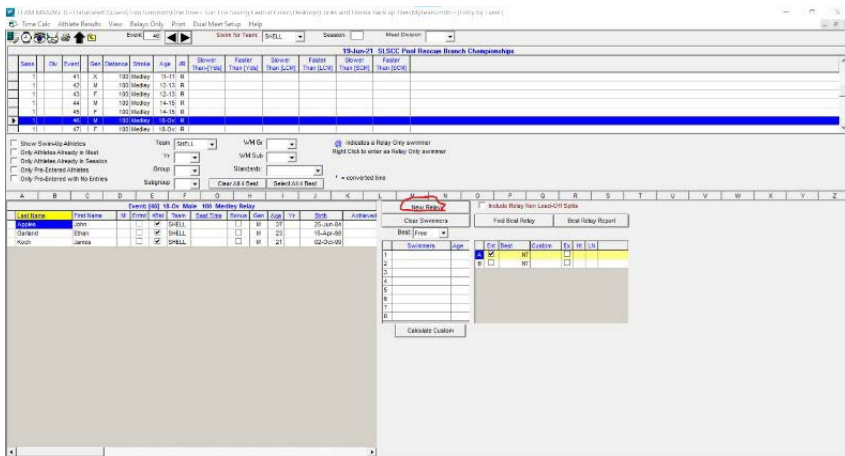 Time Calc Athlete Results View Relays Only Print Dual Meet Setup Help
Event: 46 Swim for Team: SHELL Session: Meet Division:
19-Jun-21 SLSCC Pool Rescue Branch Championships
Sess Div Event Gen Distance Stroke Age I/R Slower Than-(Yds) Faster Than (Yds) Slower Than (LCM) Faster Than (LCM) Slower Than (SCM) Faster Than (SCM)
1 41 X 100 Medley 11-11 R
1 42 M 100 Medley 12-13 R
1 43 F 100 Medley 12-13 R
1 44 M 100 Medley 14-15 R
1 45 F 100 Medley 14-15 R
1 46 M 100 Medley 18-Ov R
1 47 F 100 Medley 18-Ov R
Show Swim-Up Athletes
Only Athletes Already in Meet
Only Athletes Already in Session
Only Pre-Entered Athletes
Only Pre-Entered with No Entries
Team SHELL WM Gr
Yr WM Sub
Group Standards:
Subgroup Clear All 4 Best Select All 4 Best
@ indicates a Relay Only swimmer
Right Click to enter as Relay Only swimmer
* = converted time
A B C D E F G H I J K L M N O P Q R S T U V W X Y Z
Event: [46] 18-Ov Male 100 Medley Relay
Last Name First Name Entrd 4Bst Team Best Time Bonus Gen Age Yr Birth Achieved
Apples John SHELL M 37 25-Jun-84
Garland Ethan SHELL M 23 15-Apr-98
Koch James SHELL M 21 02-Oct-99
New Relay
Clear Swimmers
Best: Free
Swimmers Age
1
2
3
4
5
6
7
8
Calculate Custom
Include Relay Non Lead-Off Splits
Find Best Relay Best Relay Report
Ent Best Custom Ex Ht LN
A NT
B NT